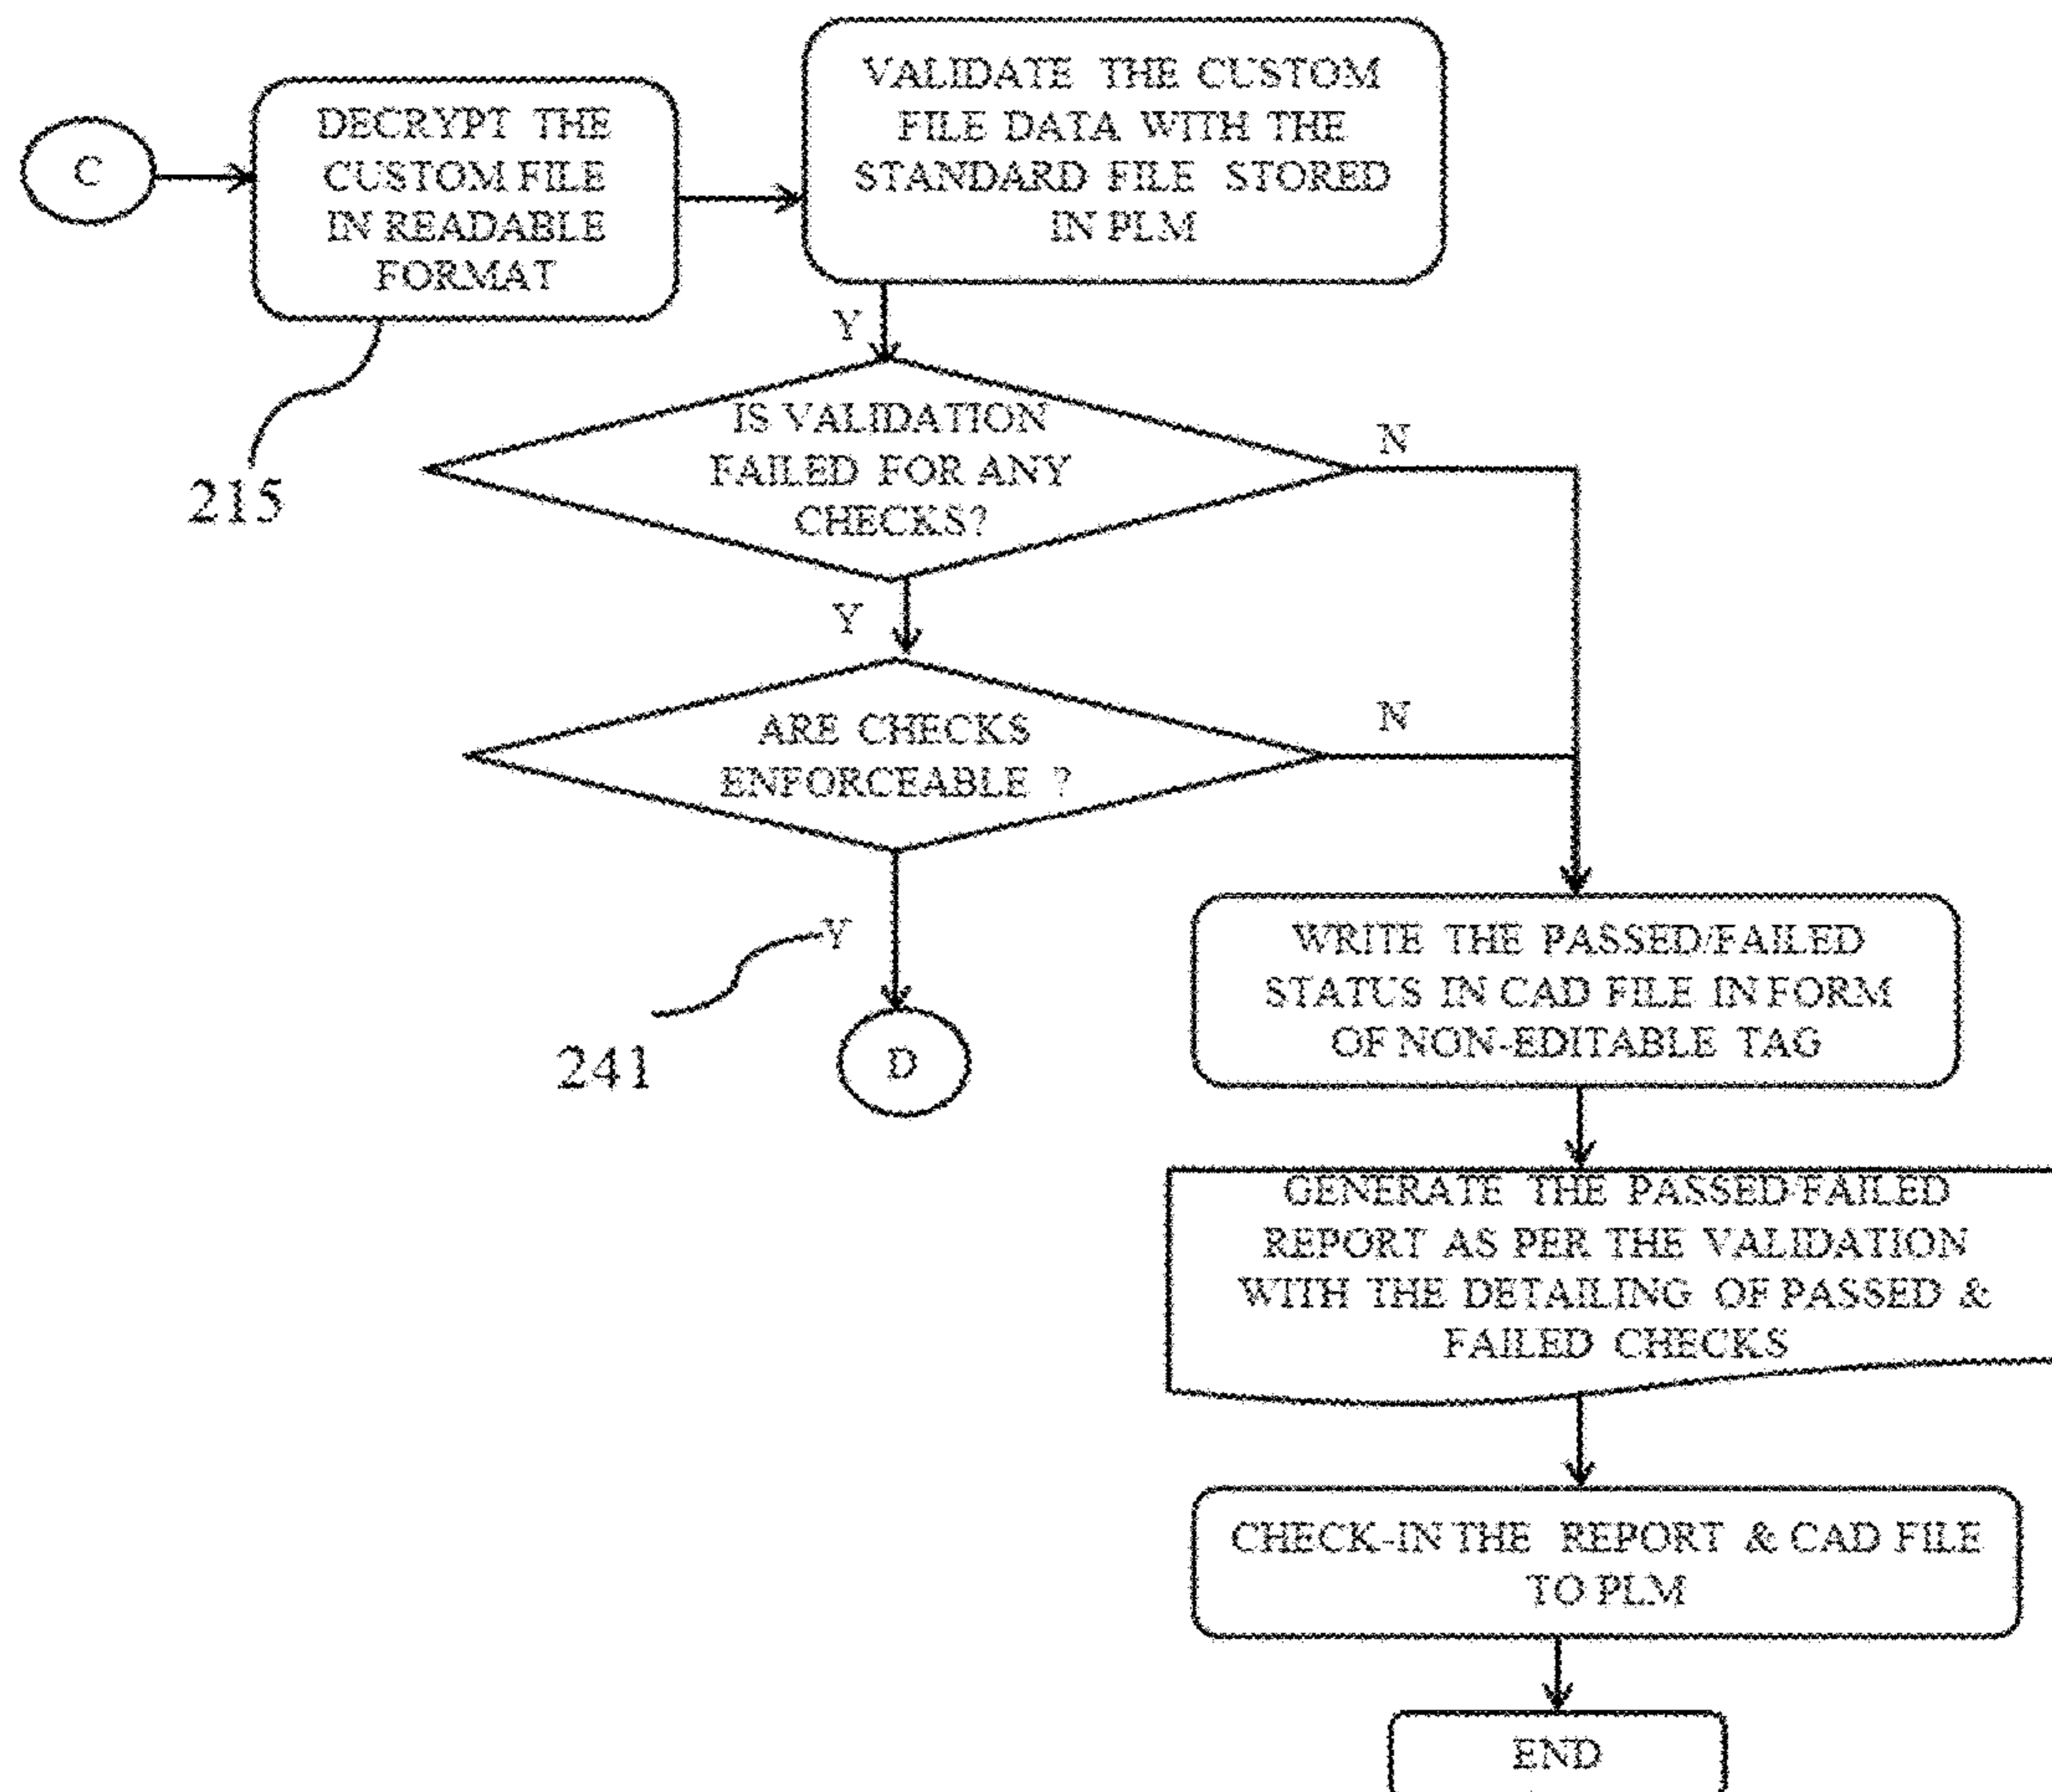 C
DECRYPT THE
CUSTOM FILE
IN READABLE
FORMAT
VALIDATE THE CUSTOM
FILE DATA WITH THE
STANDARD FILE STORED
IN PLM
215
Y
IS VALIDATION
FAILED FOR ANY
CHECKS?
N
Y
ARE CHECKS
ENFORCEABLE ?
N
Y
241
D
WRITE THE PASSED/FAILED
STATUS IN CAD FILE IN FORM
OF NON-EDITABLE TAG
GENERATE THE PASSED/FAILED
REPORT AS PER THE VALIDATION
WITH THE DETAILING OF PASSED &
FAILED CHECKS
CHECK-IN THE REPORT & CAD FILE
TO PLM
END